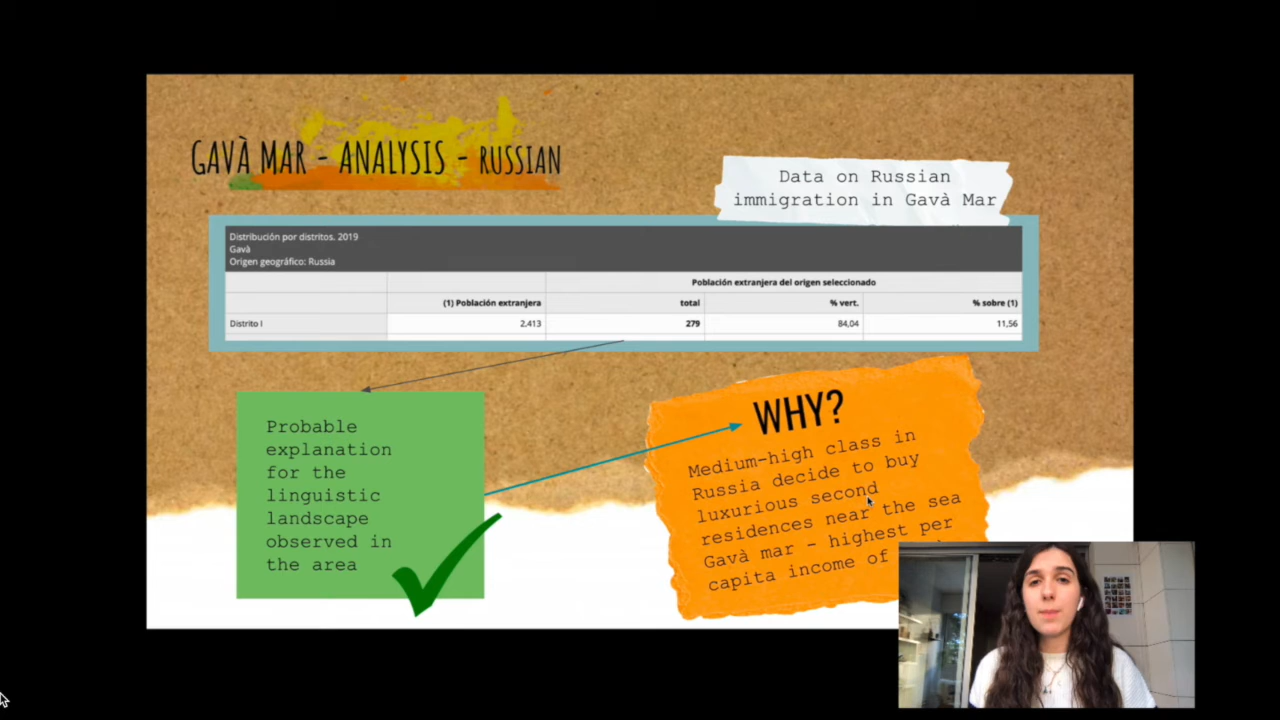 GAVÀ MAR - ANALYSIS - RUSSIAN
Data on Russian
immigration in Gavà Mar
Distribución por distritos. 2019
Gavà
Origen geográfico: Russia
Población extranjera del origen seleccionado
(1) Población extranjera total % vert. % sobre (1)
Distrito I 2.413 279 84,04 11,56
Probable
explanation
for the
linguistic
landscape
observed in
the area
WHY?
Medium-high class in
Russia decide to buy
luxurious second
residences near the sea
Gavà mar - highest per
capita income of